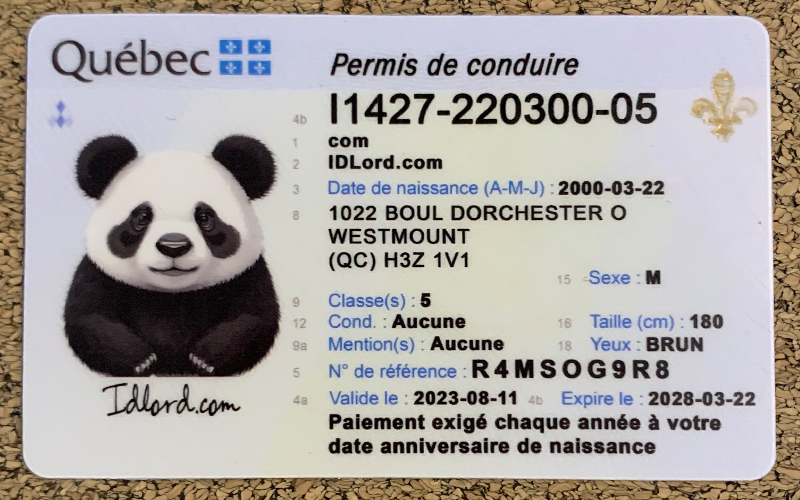 Québec
Permis de conduire
4b I1427-220300-05
1 com
2 IDLord.com
3 Date de naissance (A-M-J) : 2000-03-22
8 1022 BOUL DORCHESTER O
WESTMOUNT
(QC) H3Z 1V1
15 Sexe : M
9 Classe(s) : 5
12 Cond. : Aucune 16 Taille (cm) : 180
9a Mention(s) : Aucune 18 Yeux : BRUN
5 N° de référence : R4MSOG9R8
4a Valide le : 2023-08-11 4b Expire le : 2028-03-22
Paiement exigé chaque année à votre
date anniversaire de naissance
Idlord.com